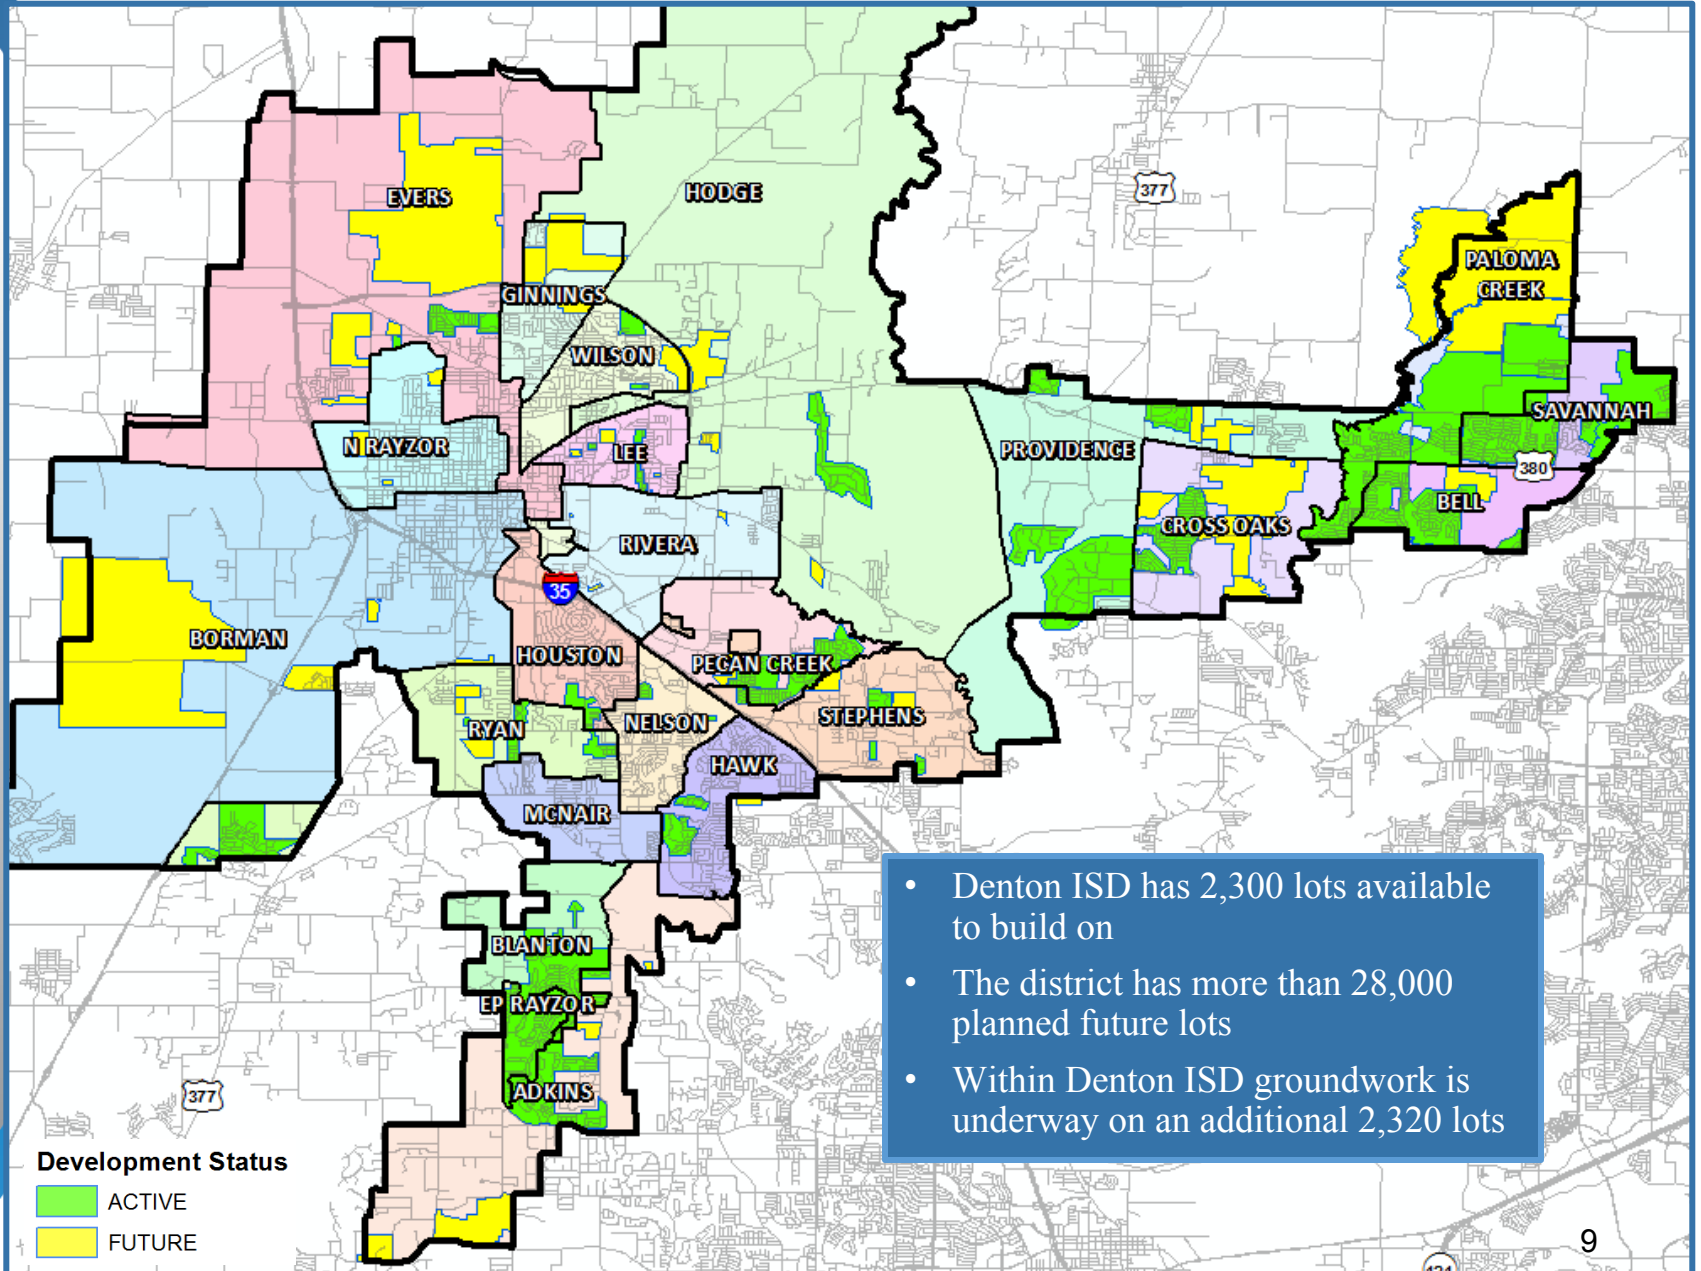 EVERS
HODGE
377
PALOMA
CREEK
GINNINGS
WILSON
SAVANNAH
N RAYZOR
LEE
PROVIDENCE
380
BELL
CROSS OAKS
RIVERA
35
BORMAN
HOUSTON
PECAN CREEK
STEPHENS
RYAN
NELSON
HAWK
MCNAIR
BLANTON
EP RAYZOR
ADKINS
377
• Denton ISD has 2,300 lots available
to build on
• The district has more than 28,000
planned future lots
• Within Denton ISD groundwork is
underway on an additional 2,320 lots
Development Status
ACTIVE
FUTURE
9